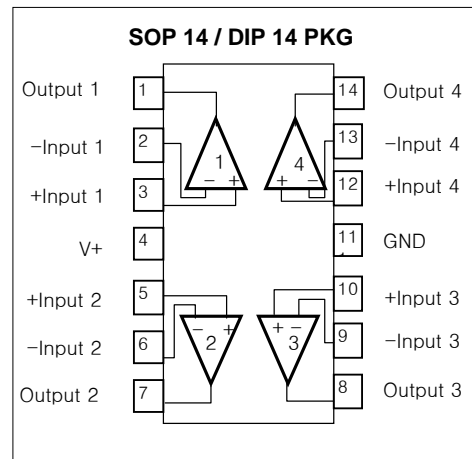 SOP 14 / DIP 14 PKG
Output 1 1 14 Output 4
-Input 1 2 13 -Input 4
+Input 1 3 1 4 12 +Input 4
- + + -
V+ 4 11 GND
+Input 2 5 10 +Input 3
- + + -
-Input 2 6 2 3 9 -Input 3
Output 2 7 8 Output 3